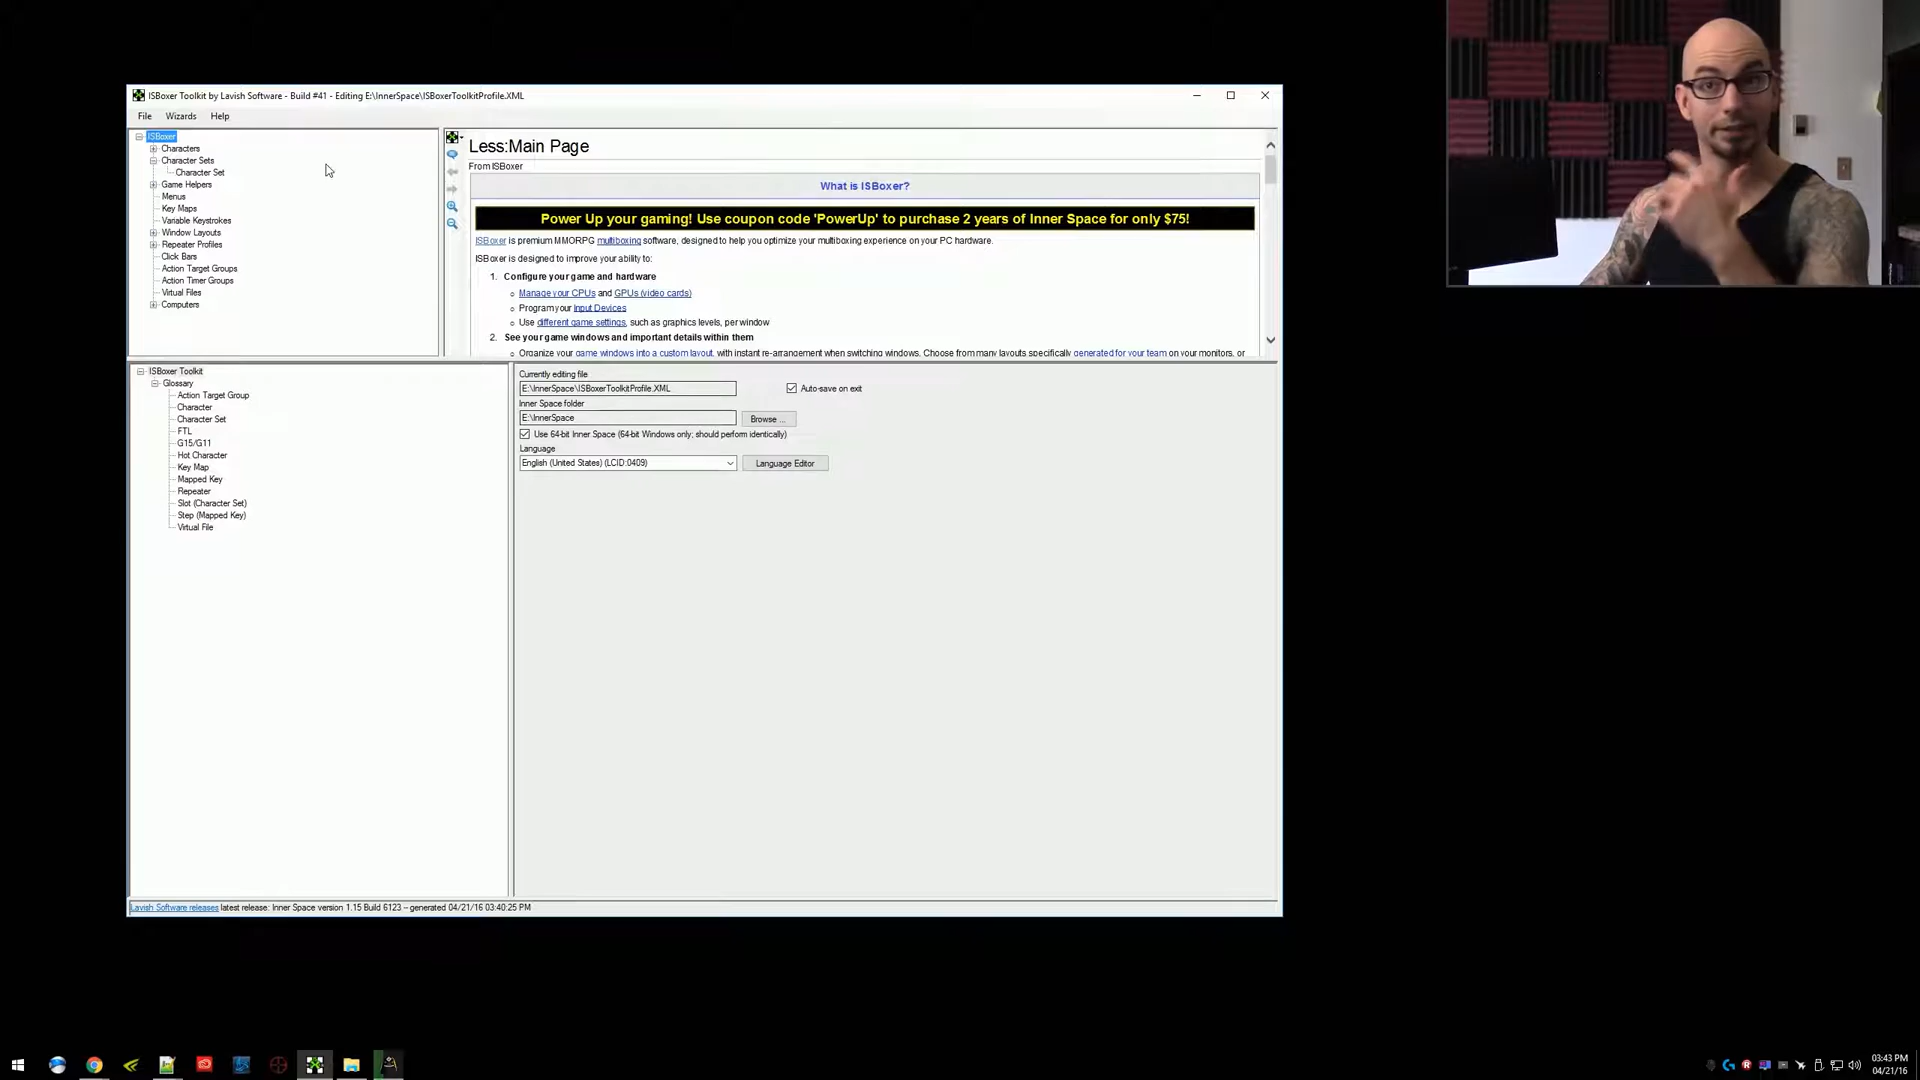 ISBoxer Toolkit by Lavish Software - Build #41 - Editing E:\InnerSpace\ISBoxerToolkitProfile.XML
File Wizards Help
ISBoxer
Characters
Character Sets
Character Set
Game Helpers
Menus
Key Maps
Variable Keystrokes
Window Layouts
Repeater Profiles
Click Bars
Action Target Groups
Action Timer Groups
Virtual Files
Computers
Less:Main Page
From ISBoxer
What is ISBoxer?
Power Up your gaming! Use coupon code 'PowerUp' to purchase 2 years of Inner Space for only $75!
ISBoxer is premium MMORPG multiboxing software, designed to help you optimize your multiboxing experience on your PC hardware.
ISBoxer is designed to improve your ability to:
1. Configure your game and hardware
Manage your CPUs and GPUs (video cards)
Program your Input Devices
Use different game settings, such as graphics levels, per window
2. See your game windows and important details within them
Organize your game windows into a custom layout, with instant re-arrangement when switching windows. Choose from many layouts specifically generated for your team on your monitors, or
ISBoxer Toolkit
Glossary
Action Target Group
Character
Character Set
FTL
G15/G11
Hot Character
Key Map
Mapped Key
Repeater
Slot (Character Set)
Step (Mapped Key)
Virtual File
Currently editing file
E:\InnerSpace\ISBoxerToolkitProfile.XML Auto-save on exit
Inner Space folder
E:\InnerSpace Browse ...
Use 64-bit Inner Space (64-bit Windows only; should perform identically)
Language
English (United States) (LCID:0409) Language Editor
Lavish Software releases latest release: Inner Space version 1.15 Build 6123 -- generated 04/21/16 03:40:25 PM
03:43 PM
04/21/16